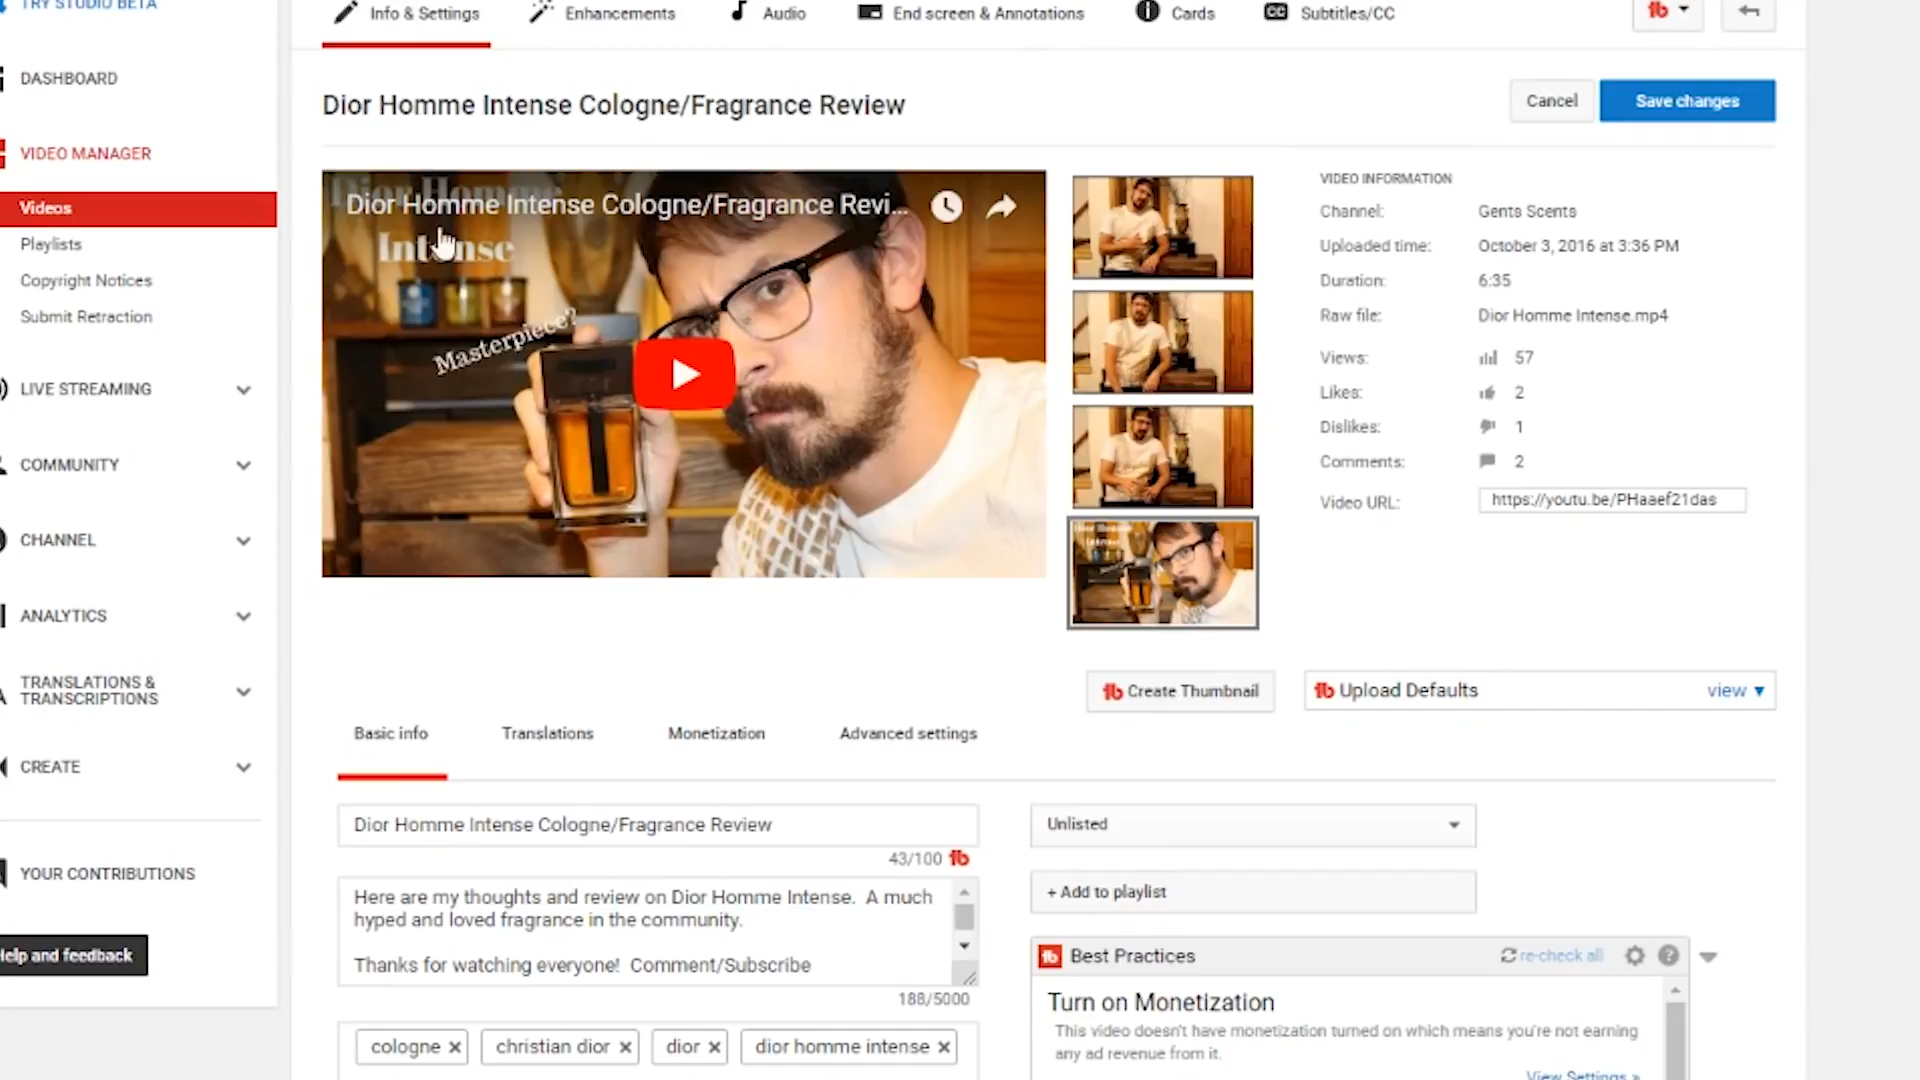 TRY STUDIO BETA
Info & Settings
Enhancements
Audio
End screen & Annotations
Cards
CC
Subtitles/CC
DASHBOARD
Dior Homme Intense Cologne/Fragrance Review
Cancel
Save changes
VIDEO MANAGER
Videos
Playlists
Copyright Notices
Submit Retraction
LIVE STREAMING
COMMUNITY
CHANNEL
ANALYTICS
TRANSLATIONS &
TRANSCRIPTIONS
CREATE
YOUR CONTRIBUTIONS
Help and feedback
Dior Homme Intense Cologne/Fragrance Revi...
Dior Homme
Intense
Masterpiece?
VIDEO INFORMATION
Channel: Gents Scents
Uploaded time: October 3, 2016 at 3:36 PM
Duration: 6:35
Raw file: Dior Homme Intense.mp4
Views: 57
Likes: 2
Dislikes: 1
Comments: 2
Video URL: https://youtu.be/PHaaef21das
Create Thumbnail
Upload Defaults
view ▼
Basic info
Translations
Monetization
Advanced settings
Dior Homme Intense Cologne/Fragrance Review
43/100
Here are my thoughts and review on Dior Homme Intense.  A much
hyped and loved fragrance in the community.
Thanks for watching everyone!  Comment/Subscribe
188/5000
cologne ×
christian dior ×
dior ×
dior homme intense ×
Unlisted
+ Add to playlist
Best Practices
re-check all
Turn on Monetization
This video doesn't have monetization turned on which means you're not earning
any ad revenue from it.
View Settings »